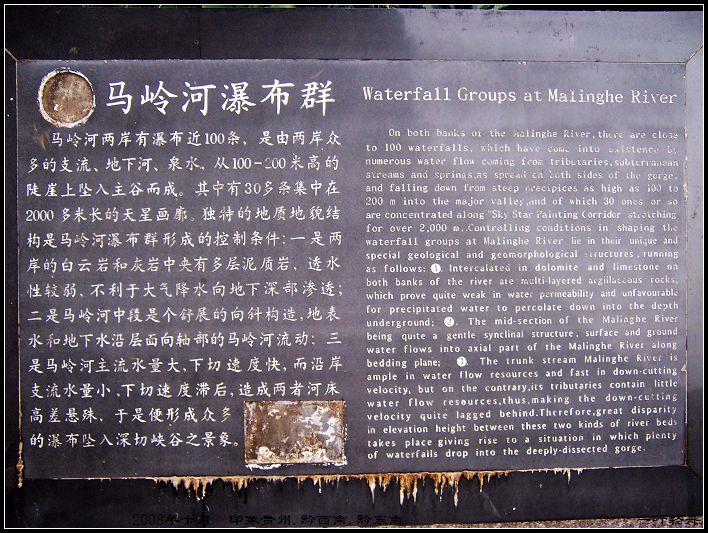 马岭河瀑布群
马岭河两岸有瀑布近100条，是由两岸众
多的支流、地下河、泉水，从100-200米高的
陡崖上坠入主谷而成。其中有30多条集中在
2000多米长的天星画廊。独特的地质地貌结
构是马岭河瀑布群形成的控制条件：一是两
岸的白云岩和灰岩中夹有多层泥质岩，透水
性较弱，不利于大气降水向地下深部渗透；
二是马岭河中段是个舒展的向斜构造，地表
水和地下水沿层面向轴部的马岭河流动；三
是马岭河主流水量大，下切速度快，而沿岸
支流水量小，下切速度滞后，造成两者河床
高差悬殊，于是便形成众多
的瀑布坠入深切峡谷之景象。
Waterfall Groups at Malinghe River
On both banks of the Malinghe River,there are close
to 100 waterfalls, which have come into existence by
numerous water flow coming from tributaries,subterranean
streams and springs,as spread on both sides of the gorge,
and falling down from steep precipices as high as 100 to
200 m into the major valley,and of which 30 ones or so
are concentrated along "Sky Star Painting Corridor stretching
for over 2,000 m..Controlling conditions in shaping the
waterfall groups at Malinghe River lie in their unique and
special geological and geomorphological structures, running
as follows: ❶. Intercalated in dolomite and limestone on
both banks of the river are multi-layered argillaceous rocks,
which prove quite weak in water permeability and unfavourable
for precipitated water to percolate down into the depth
underground; ❷. The mid-section of the Malinghe River
being quite a gentle synclinal structure, surface and ground
water flows into axial part of the Malinghe River along
bedding plane; ❸. The trunk stream Malinghe River is
ample in water flow resources and fast in down-cutting
velocity, but on the contrary,its tributaries contain little
water flow resources,thus,making the down-cutting
velocity quite lagged behind.Therefore,great disparity
in elevation height between these two kinds of river beds
takes place giving rise to a situation in which plenty
of waterfalls drop into the deeply-dissected gorge.
2008年十月 印象贵州.黔西南.黔东南